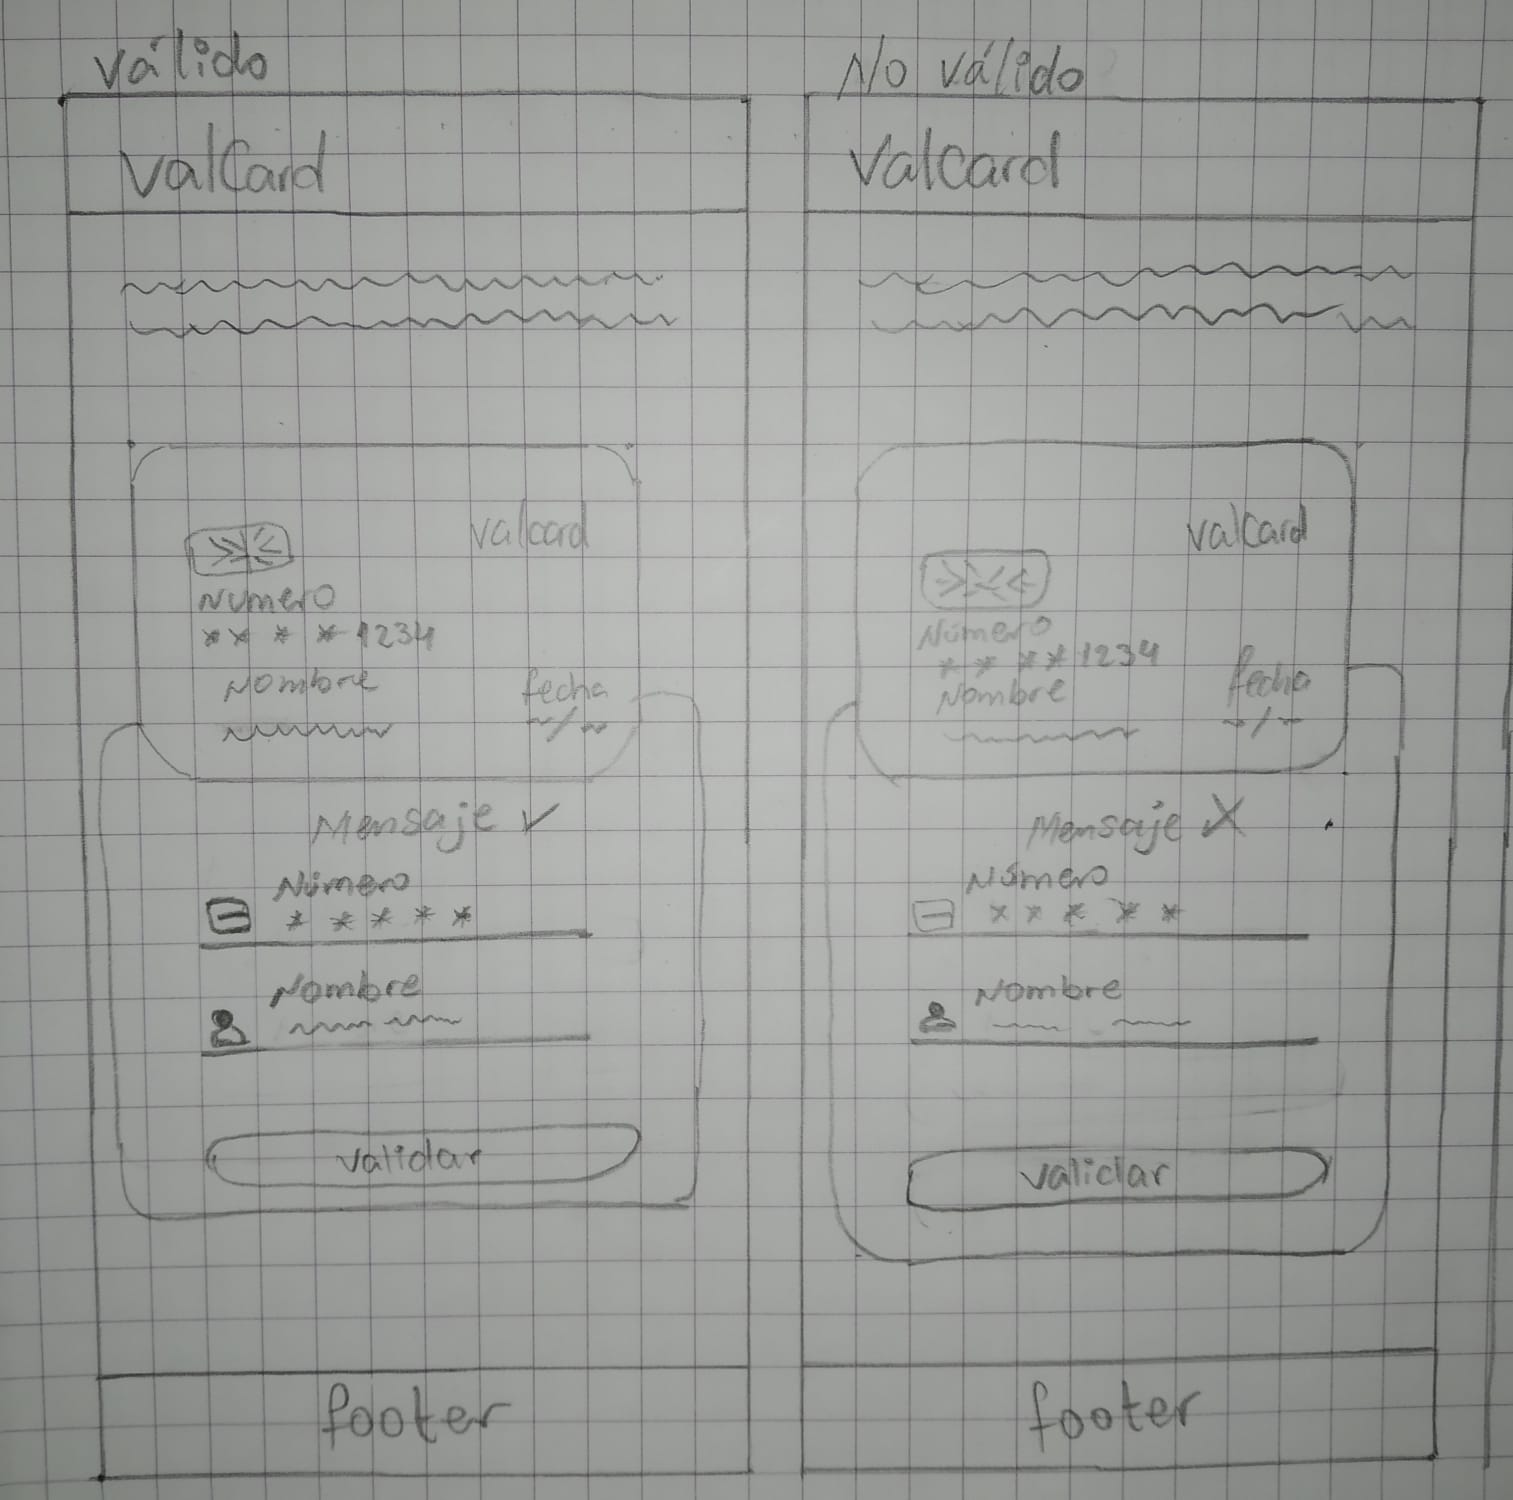 válido
ValCard
valcard
Número
* * * * 1234
Nombre
fecha
~/~
Mensaje ✓
Número
* * * * *
Nombre
validar
footer
No válido
ValCard
ValCard
Número
* * * * 1234
Nombre
fecha
~/~
Mensaje X
Número
* * * * *
Nombre
validar
footer